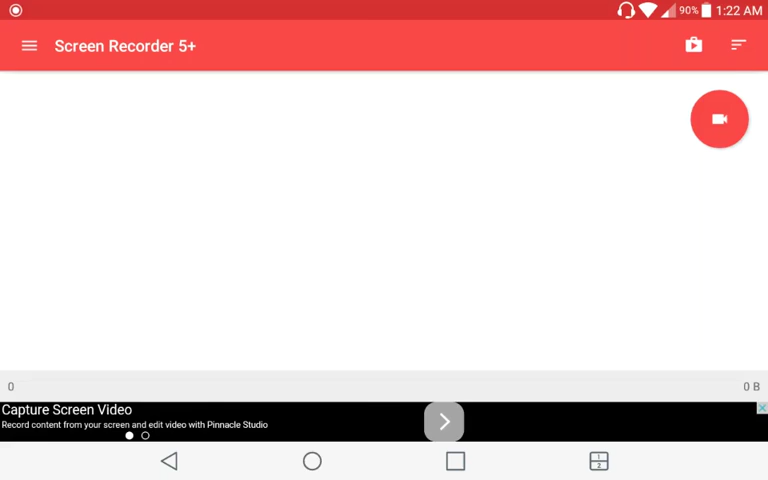 90% 1:22 AM
Screen Recorder 5+
0 0 B
Capture Screen Video
Record content from your screen and edit video with Pinnacle Studio
1
2